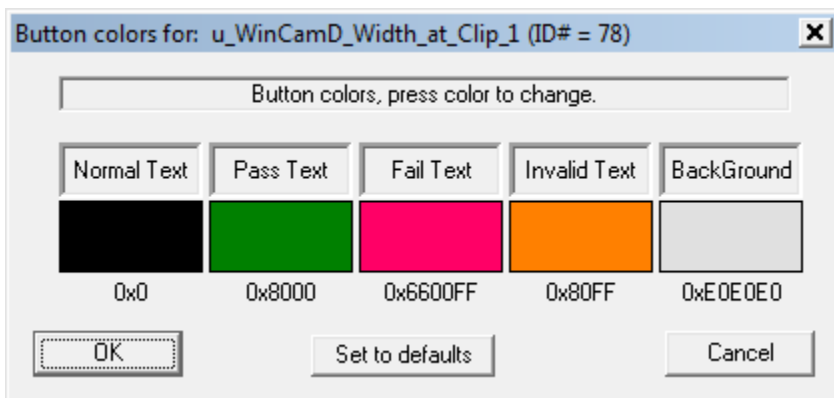 Button colors for: u_WinCamD_Width_at_Clip_1 (ID# = 78)
Button colors, press color to change.
Normal Text Pass Text Fail Text Invalid Text BackGround
0x0 0x8000 0x6600FF 0x80FF 0xE0E0E0
OK Set to defaults Cancel